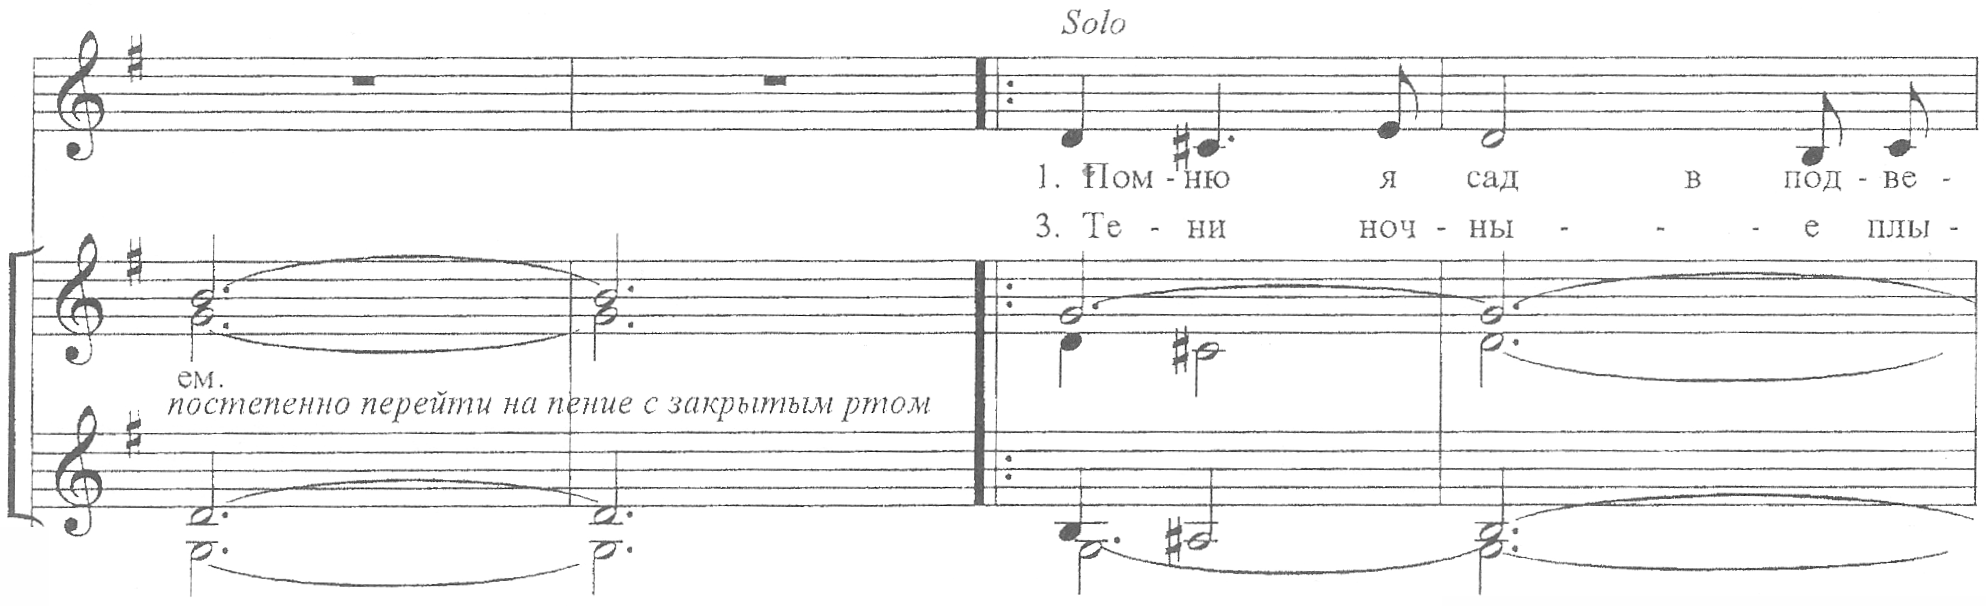 Solo
1. Пом - ню я сад в под - ве -
3. Те - ни ноч - ны - - - е плы -
ем.
постепенно перейти на пение с закрытым ртом